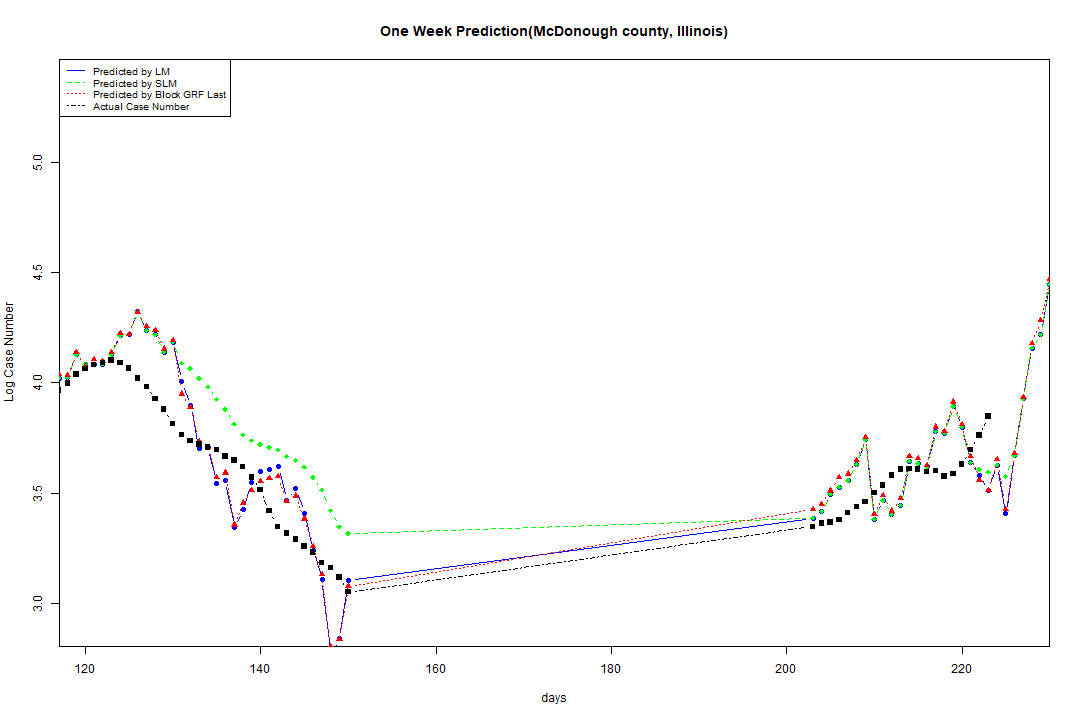 One Week Prediction(McDonough county, Illinois)
Predicted by LM
Predicted by SLM
Predicted by Block GRF Last
Actual Case Number
5.0
4.5
4.0
3.5
3.0
Log Case Number
120 140 160 180 200 220
days